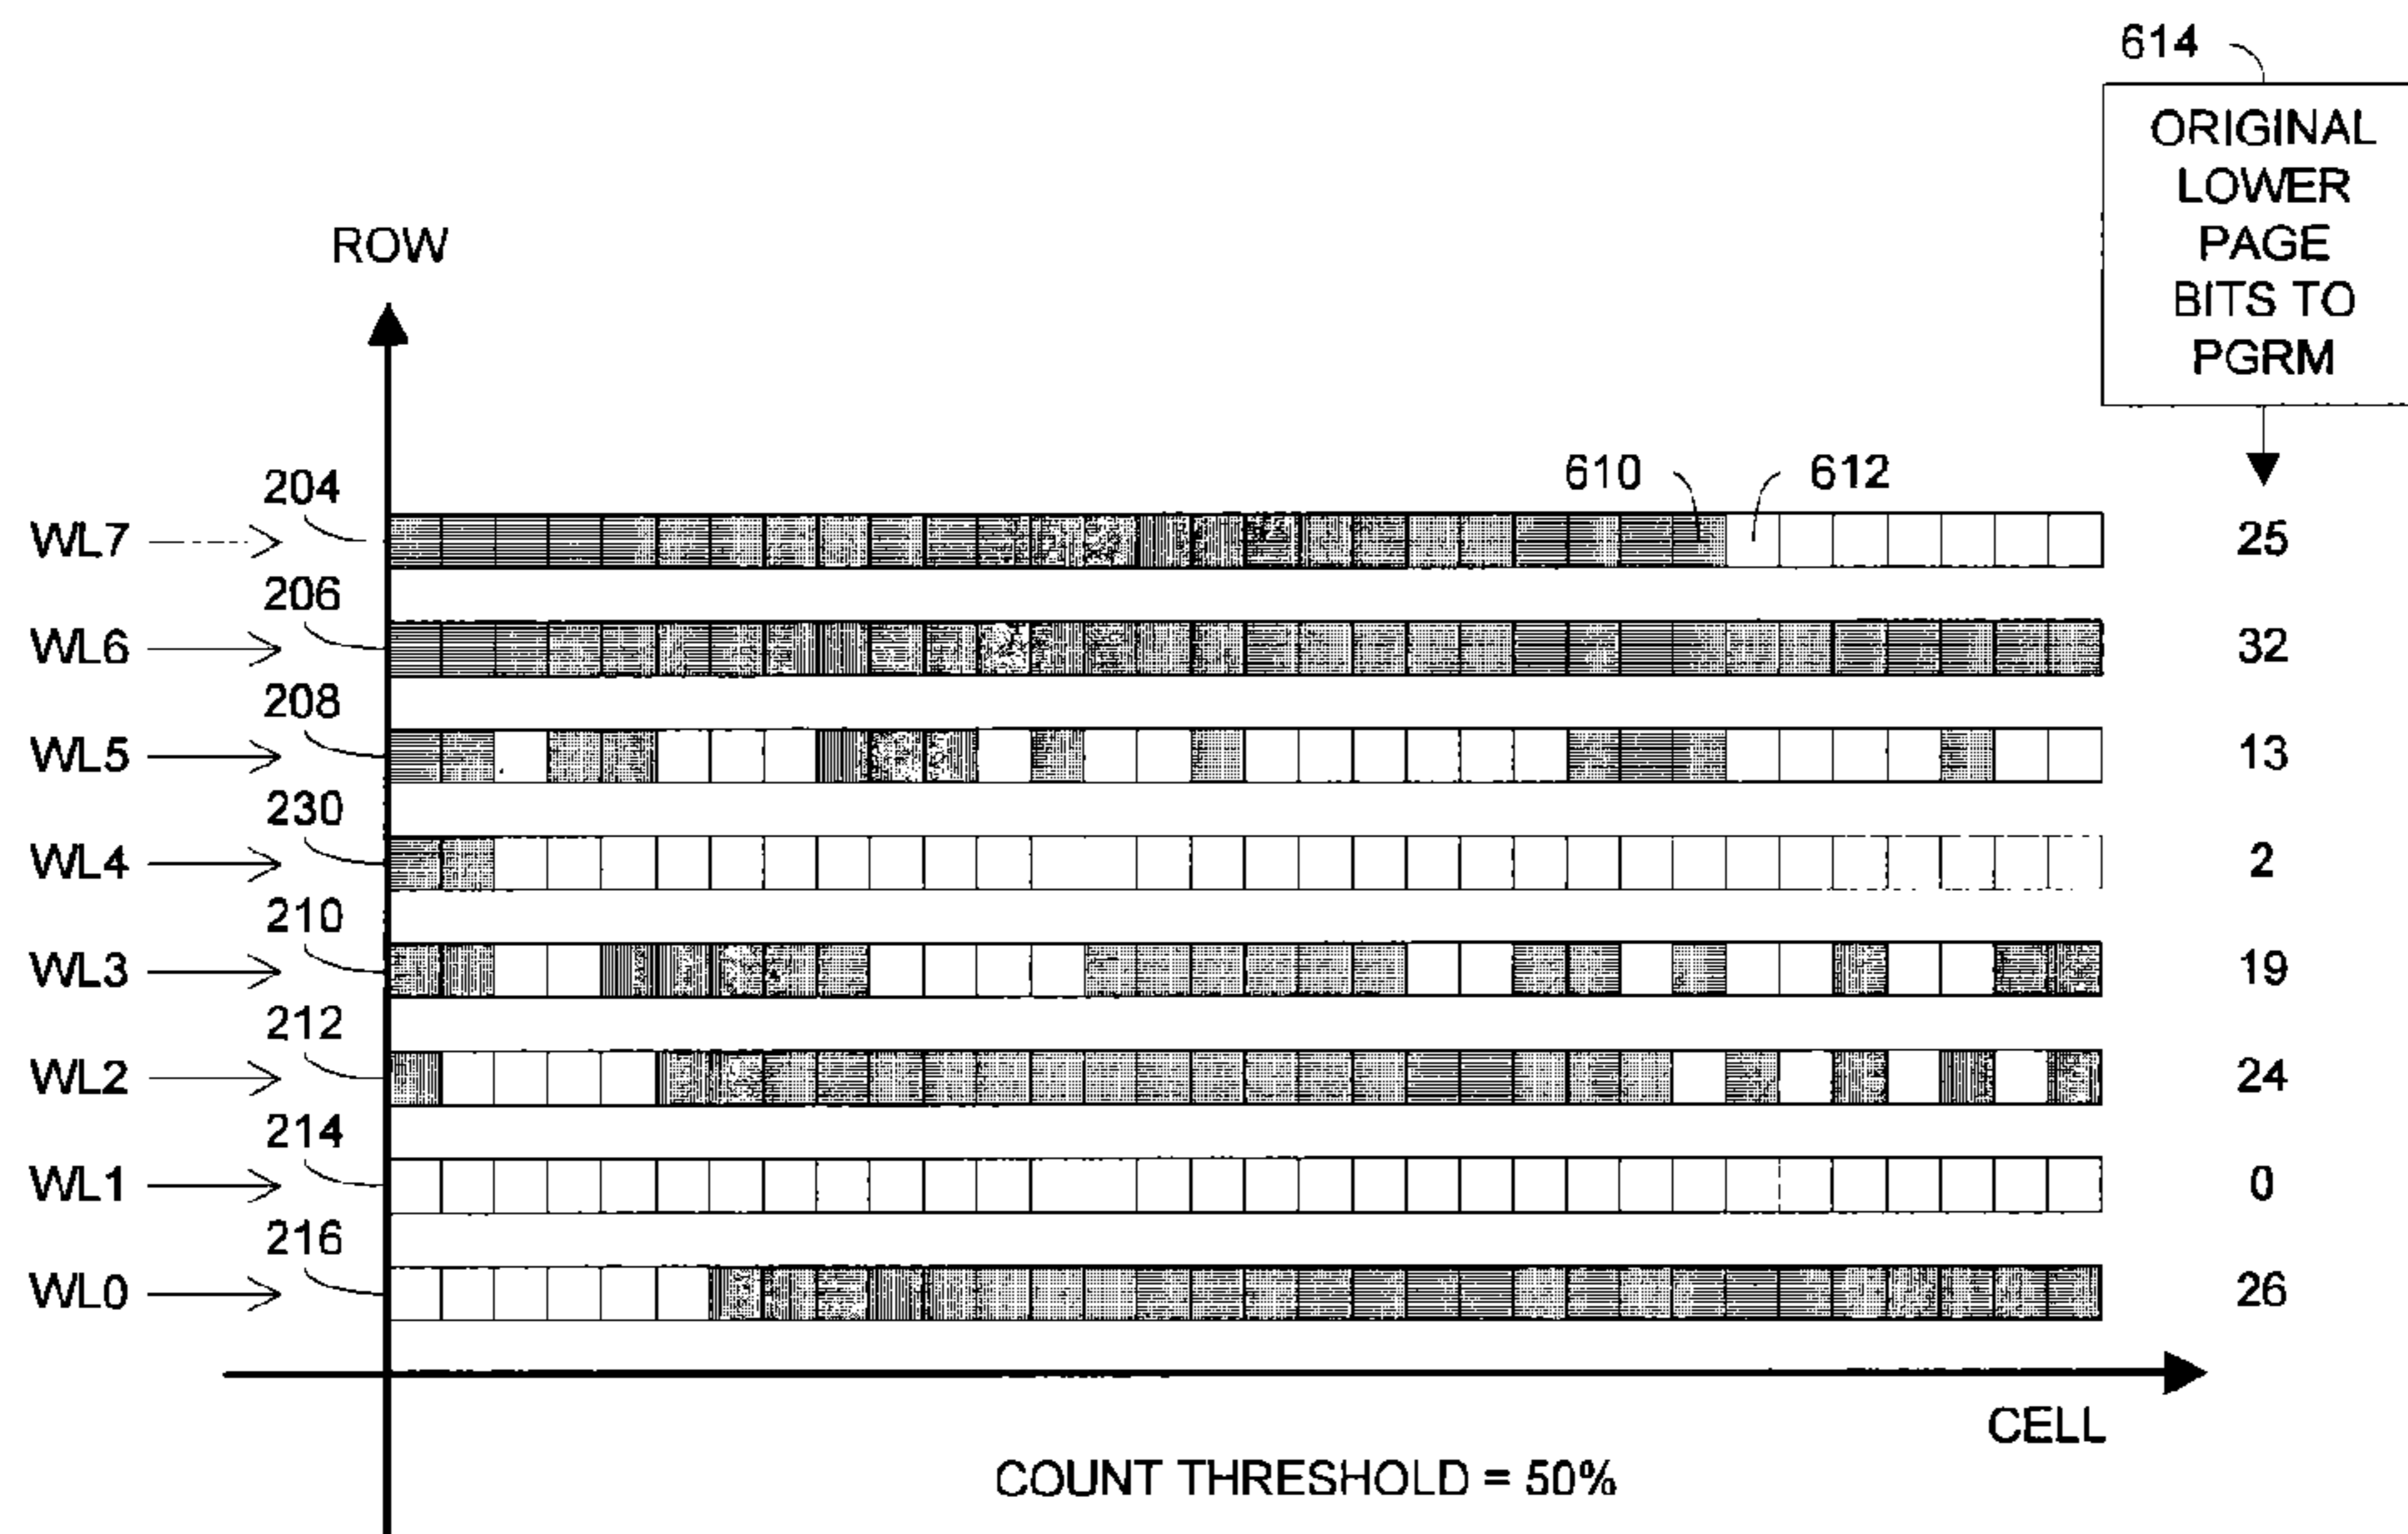 614
ORIGINAL
LOWER
PAGE
BITS TO
PGRM
ROW
610 612
204
WL7 25
206
WL6 32
208
WL5 13
230
WL4 2
210
WL3 19
212
WL2 24
214
WL1 0
216
WL0 26
CELL
COUNT THRESHOLD = 50%